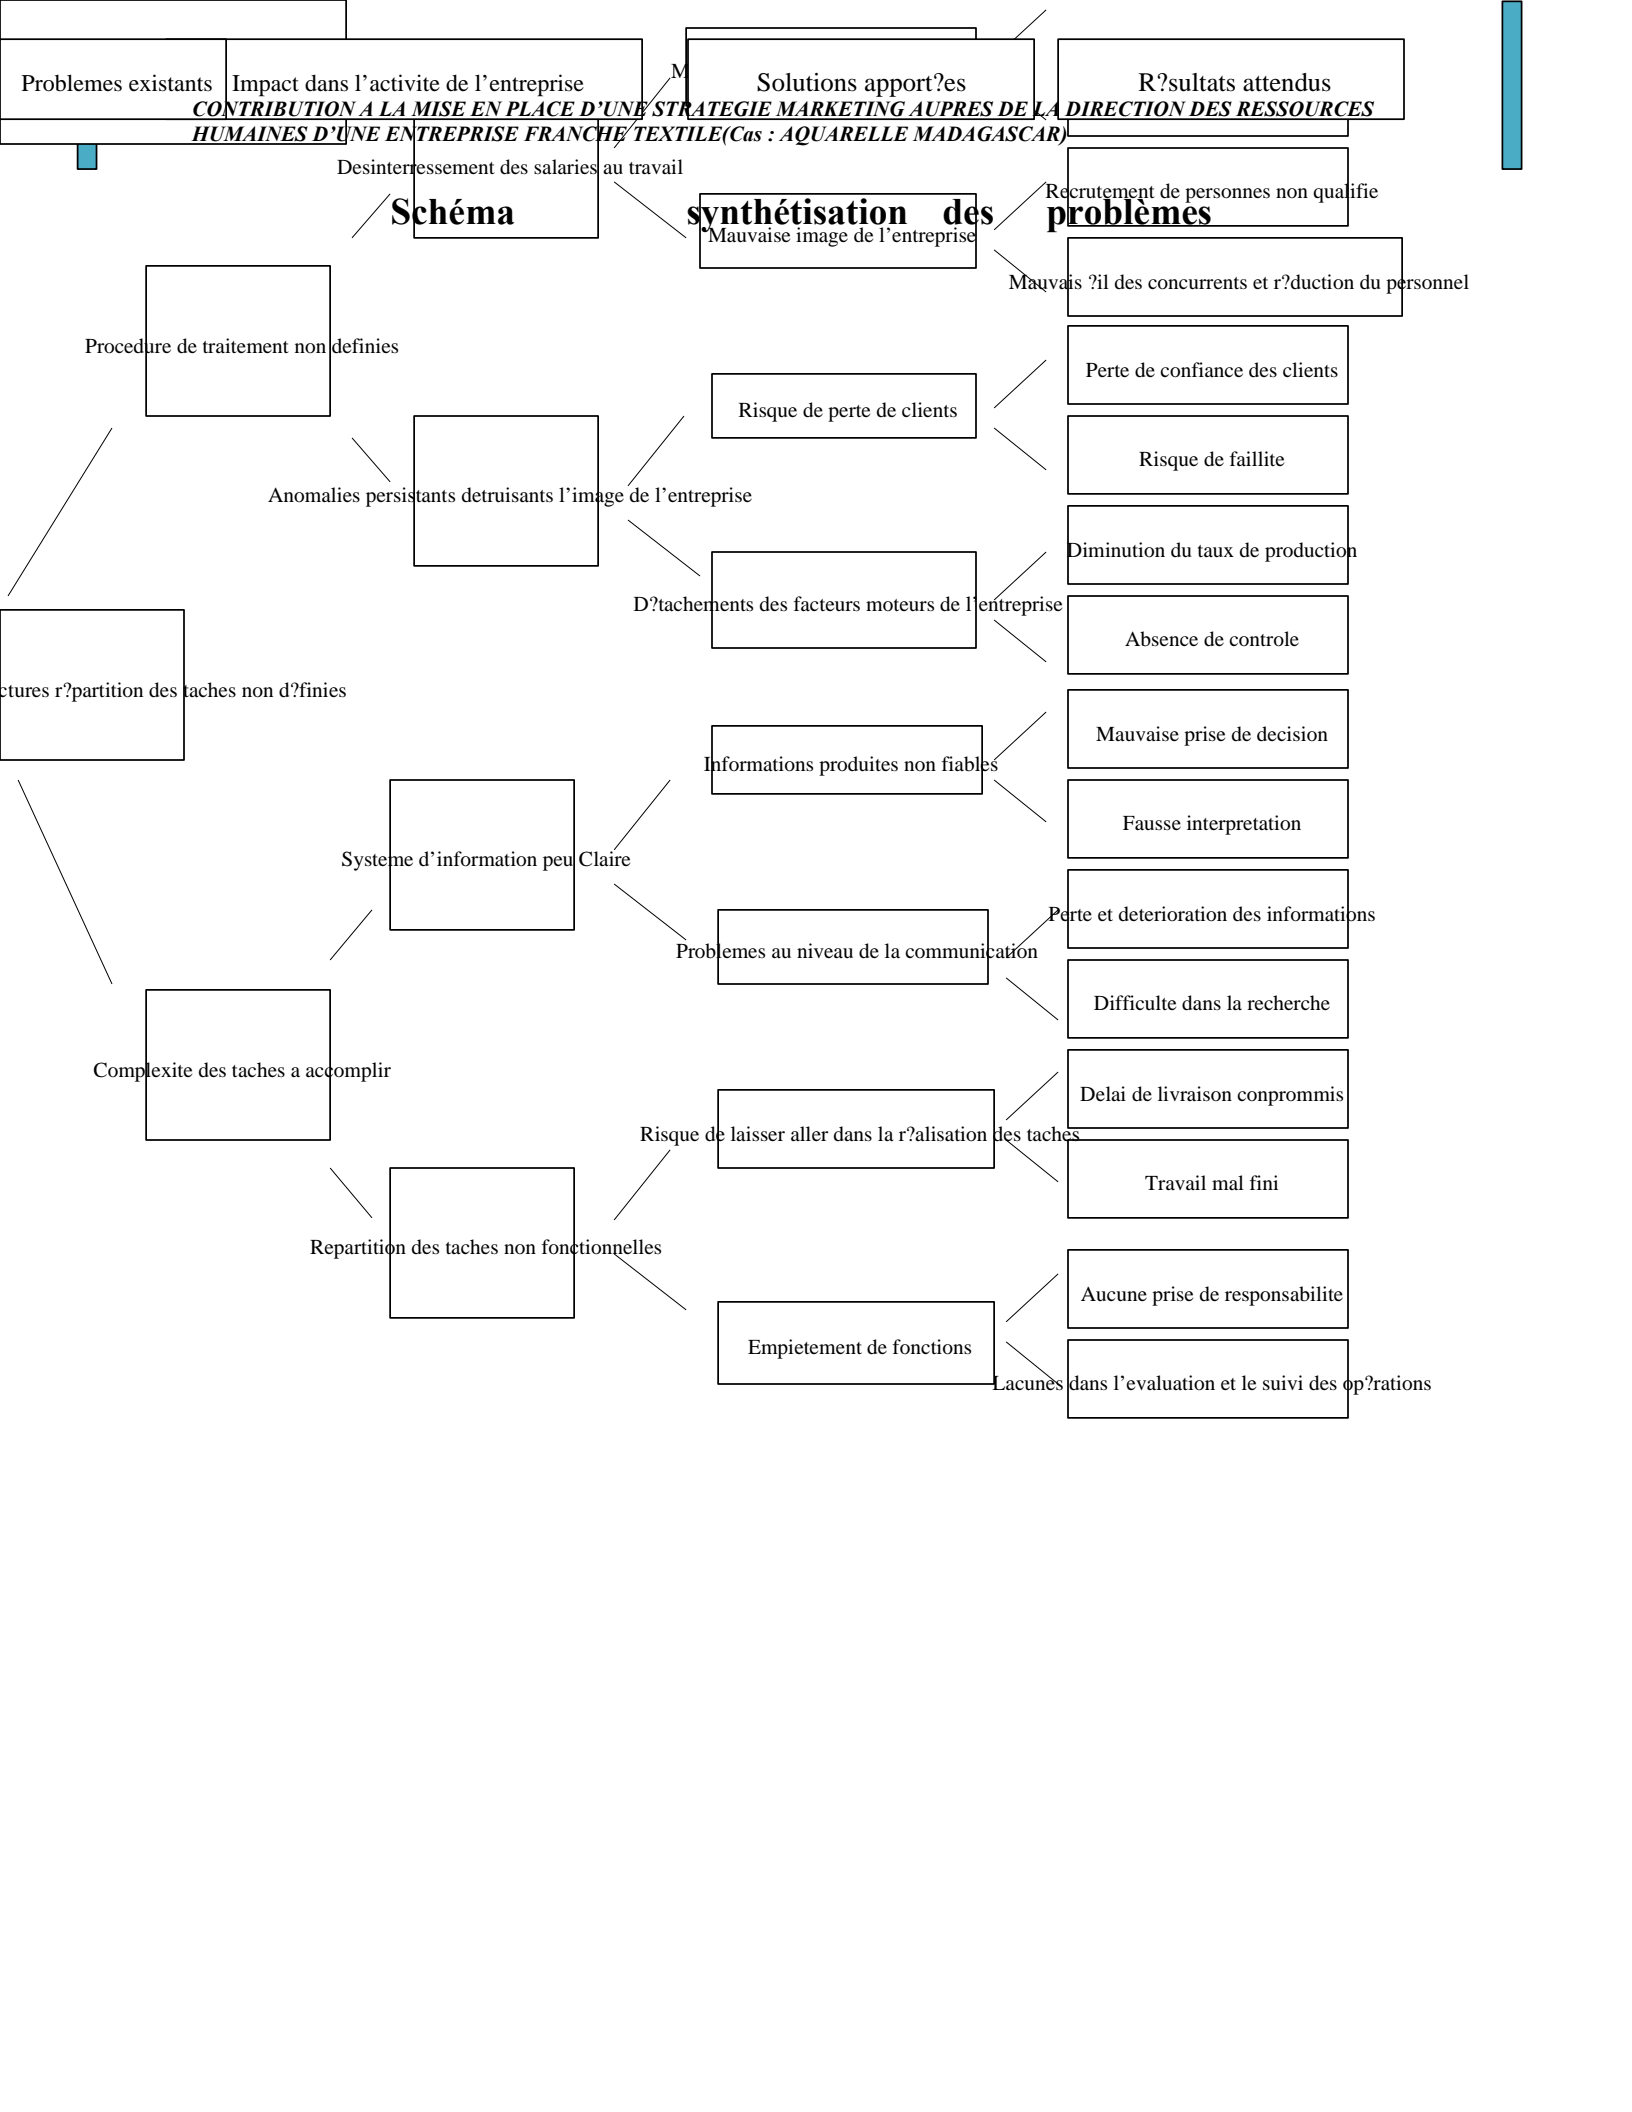 Problemes existants
Impact dans l’activite de l’entreprise
Solutions apport?es
R?sultats attendus
CONTRIBUTION A LA MISE EN PLACE D’UNE STRATEGIE MARKETING AUPRES DE LA DIRECTION DES RESSOURCES
HUMAINES D’UNE ENTREPRISE FRANCHE TEXTILE(Cas : AQUARELLE MADAGASCAR)
Desinterressement des salaries au travail
Recrutement de personnes non qualifie
Schéma synthétisation des problèmes
Mauvaise image de l’entreprise
Mauvais ?il des concurrents et r?duction du personnel
Procedure de traitement non definies
Perte de confiance des clients
Risque de perte de clients
Risque de faillite
Anomalies persistants detruisants l’image de l’entreprise
Diminution du taux de production
D?tachements des facteurs moteurs de l’entreprise
Absence de controle
r?partition des taches non d?finies
Mauvaise prise de decision
Informations produites non fiables
Fausse interpretation
Systeme d’information peu Claire
Perte et deterioration des informations
Problemes au niveau de la communication
Difficulte dans la recherche
Complexite des taches a accomplir
Delai de livraison conprommis
Risque de laisser aller dans la r?alisation des taches
Travail mal fini
Repartition des taches non fonctionnelles
Aucune prise de responsabilite
Empietement de fonctions
Lacunes dans l’evaluation et le suivi des op?rations